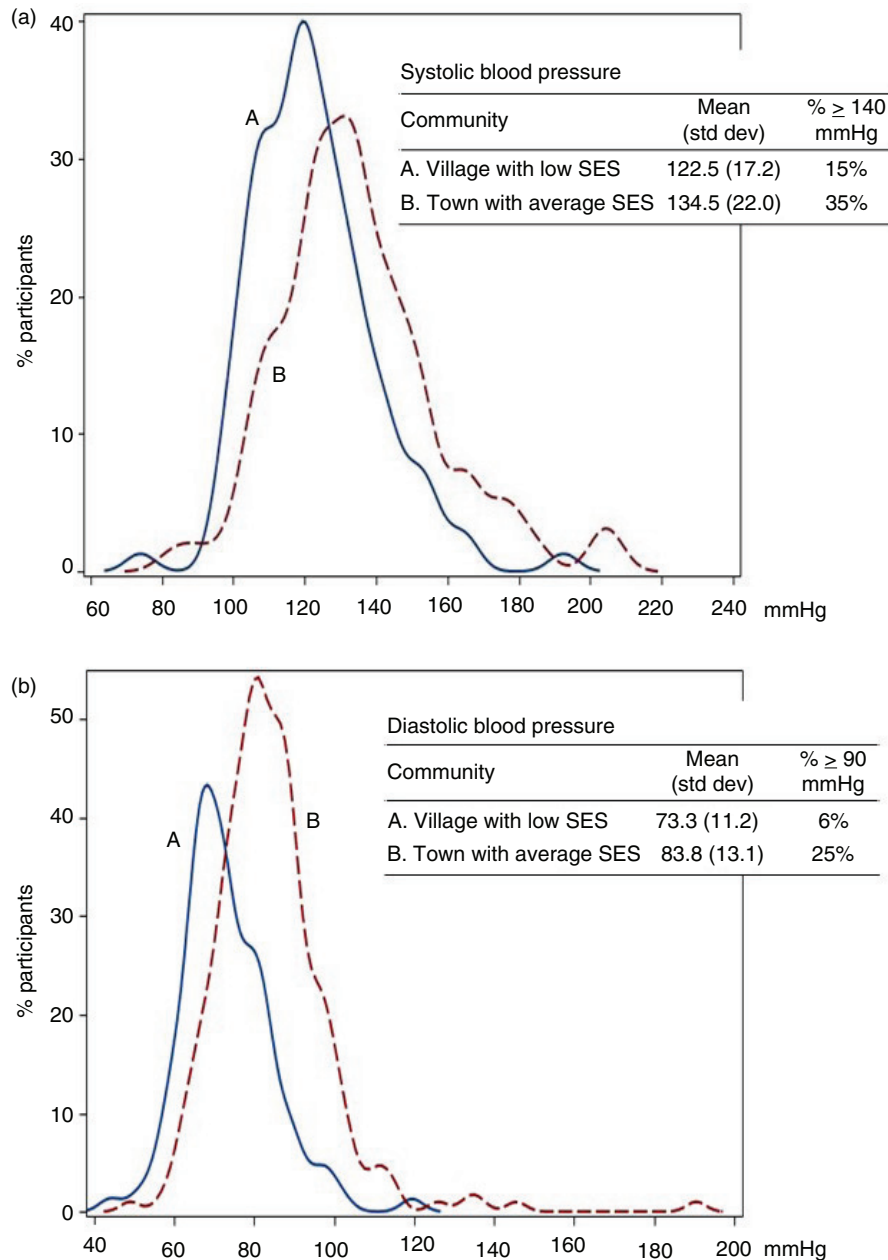 (a)
40
30
20
10
0
% participants
A
B
Systolic blood pressure
Community Mean (std dev) % ≥ 140 mmHg
A. Village with low SES 122.5 (17.2) 15%
B. Town with average SES 134.5 (22.0) 35%
60 80 100 120 140 160 180 200 220 240 mmHg
(b)
50
40
30
20
10
0
% participants
A
B
Diastolic blood pressure
Community Mean (std dev) % ≥ 90 mmHg
A. Village with low SES 73.3 (11.2) 6%
B. Town with average SES 83.8 (13.1) 25%
40 60 80 100 120 140 160 180 200 mmHg